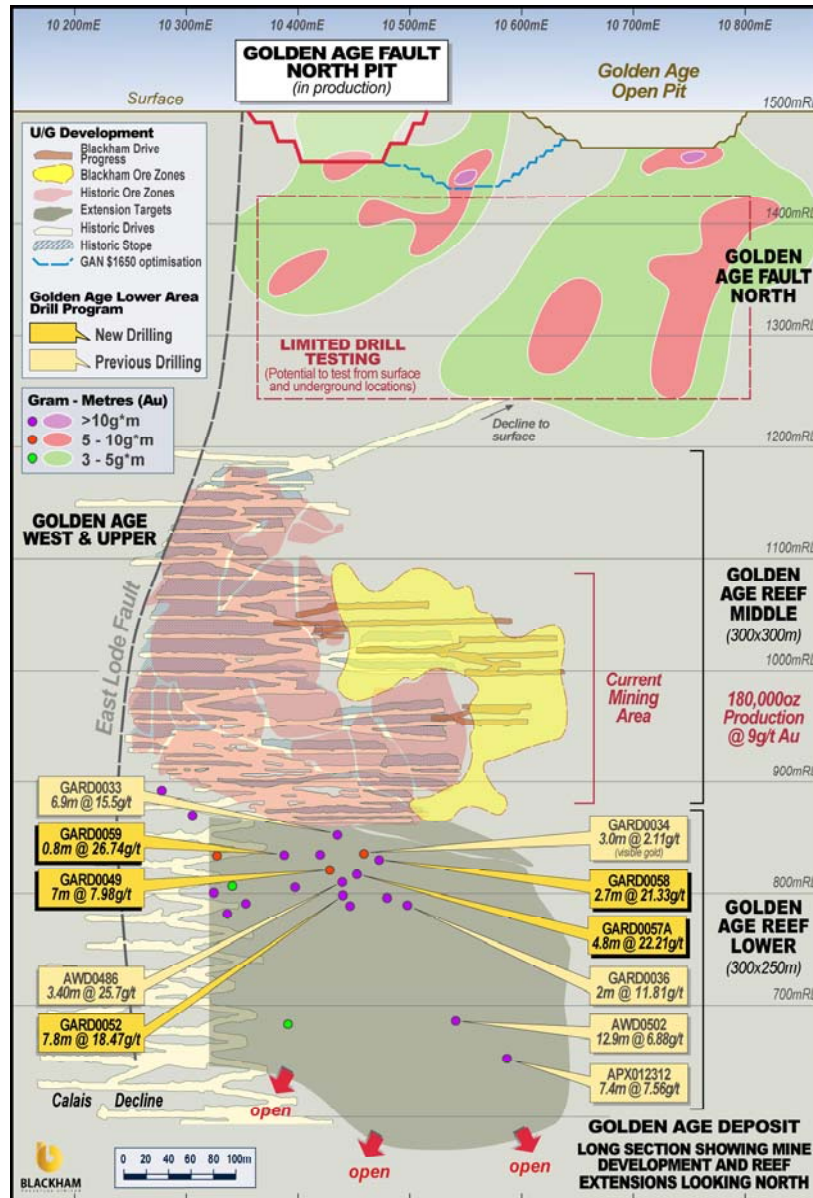 10 200mE
10 300mE
10 400mE
10 500mE
10 600mE
10 700mE
10 800mE
GOLDEN AGE FAULT
NORTH PIT
(in production)
Golden Age
Open Pit
Surface
1500mRL
U/G Development
Blackham Drive
Progress
Blackham Ore Zones
Historic Ore Zones
Extension Targets
Historic Drives
Historic Stope
GAN $1650 optimisation
Golden Age Lower Area
Drill Program
New Drilling
Previous Drilling
Gram - Metres (Au)
>10g*m
5 - 10g*m
3 - 5g*m
1400mRL
GOLDEN
AGE FAULT
NORTH
1300mRL
LIMITED DRILL
TESTING
(Potential to test from surface
and underground locations)
Decline to
surface
1200mRL
GOLDEN AGE
WEST & UPPER
East Lode Fault
1100mRL
GOLDEN
AGE REEF
MIDDLE
(300x300m)
1000mRL
Current
Mining
Area
180,000oz
Production
@ 9g/t Au
900mRL
GARD0033
6.9m @ 15.5g/t
GARD0059
0.8m @ 26.74g/t
GARD0049
7m @ 7.98g/t
AWD0486
3.40m @ 25.7g/t
GARD0052
7.8m @ 18.47g/t
GARD0034
3.0m @ 2.11g/t
(visible gold)
GARD0058
2.7m @ 21.33g/t
GARD0057A
4.8m @ 22.21g/t
GARD0036
2m @ 11.81g/t
AWD0502
12.9m @ 6.88g/t
APX012312
7.4m @ 7.56g/t
800mRL
GOLDEN
AGE REEF
LOWER
(300x250m)
700mRL
Calais Decline
open
open
open
GOLDEN AGE DEPOSIT
LONG SECTION SHOWING MINE
DEVELOPMENT AND REEF
EXTENSIONS LOOKING NORTH
BLACKHAM
0 20 40 60 80 100m